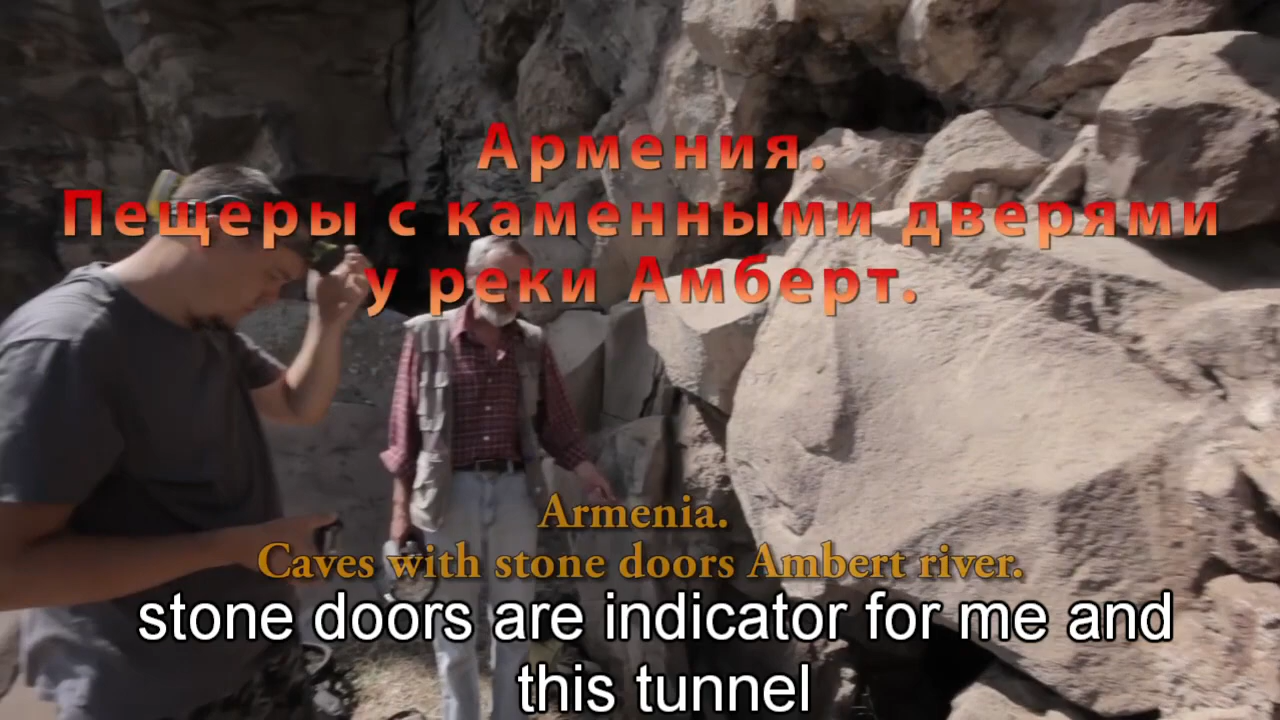 Армения.
Пещеры с каменными дверями
у реки Амберт.
Armenia.
Caves with stone doors Ambert river.
stone doors are indicator for me and
this tunnel